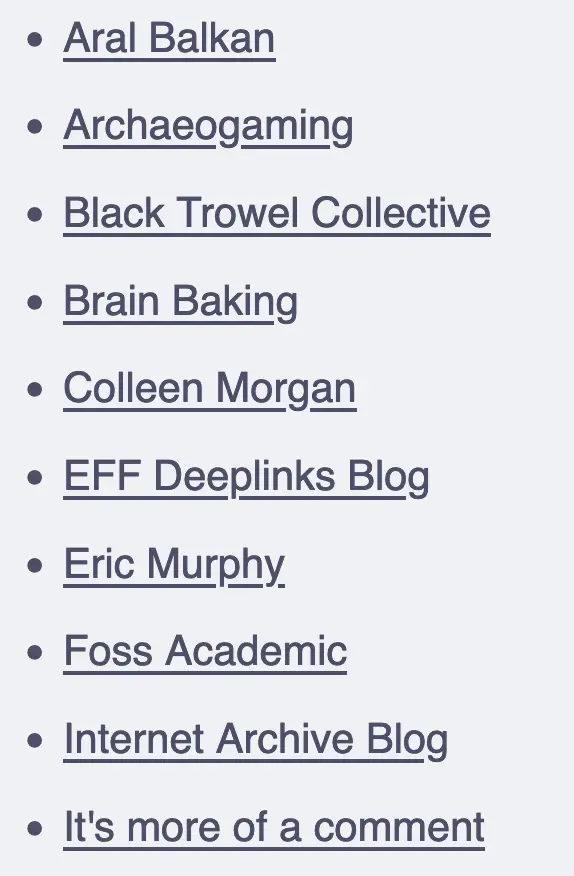 Aral Balkan
Archaeogaming
Black Trowel Collective
Brain Baking
Colleen Morgan
EFF Deeplinks Blog
Eric Murphy
Foss Academic
Internet Archive Blog
It's more of a comment